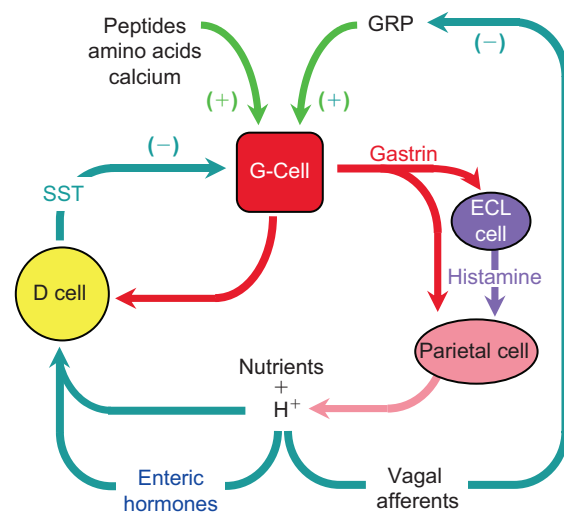 Peptides
amino acids
calcium
GRP
(−)
(+)
(+)
(−)
G-Cell
Gastrin
SST
ECL
cell
D cell
Histamine
Parietal cell
Nutrients
+
H⁺
Enteric
hormones
Vagal
afferents